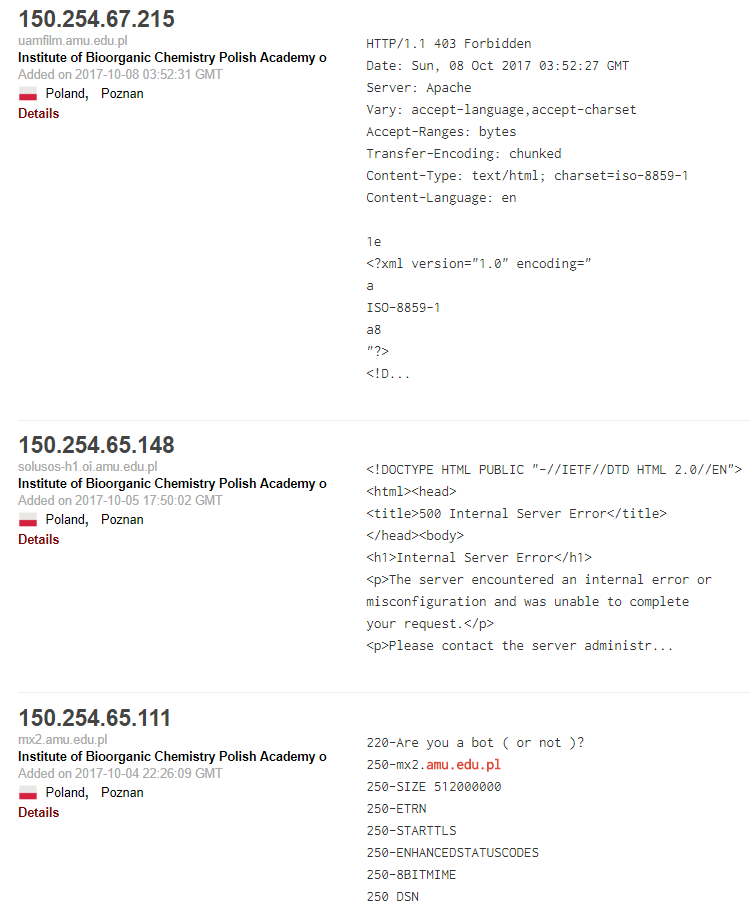 150.254.67.215
uamfilm.amu.edu.pl
Institute of Bioorganic Chemistry Polish Academy o
Added on 2017-10-08 03:52:31 GMT
Poland, Poznan
Details
HTTP/1.1 403 Forbidden
Date: Sun, 08 Oct 2017 03:52:27 GMT
Server: Apache
Vary: accept-language,accept-charset
Accept-Ranges: bytes
Transfer-Encoding: chunked
Content-Type: text/html; charset=iso-8859-1
Content-Language: en
1e
<?xml version="1.0" encoding="
a
ISO-8859-1
a8
"?>
<!D...
150.254.65.148
solusos-h1.oi.amu.edu.pl
Institute of Bioorganic Chemistry Polish Academy o
Added on 2017-10-05 17:50:02 GMT
Poland, Poznan
Details
<!DOCTYPE HTML PUBLIC "-//IETF//DTD HTML 2.0//EN">
<html><head>
<title>500 Internal Server Error</title>
</head><body>
<h1>Internal Server Error</h1>
<p>The server encountered an internal error or
misconfiguration and was unable to complete
your request.</p>
<p>Please contact the server administr...
150.254.65.111
mx2.amu.edu.pl
Institute of Bioorganic Chemistry Polish Academy o
Added on 2017-10-04 22:26:09 GMT
Poland, Poznan
Details
220-Are you a bot ( or not )?
250-mx2.amu.edu.pl
250-SIZE 512000000
250-ETRN
250-STARTTLS
250-ENHANCEDSTATUSCODES
250-8BITMIME
250 DSN